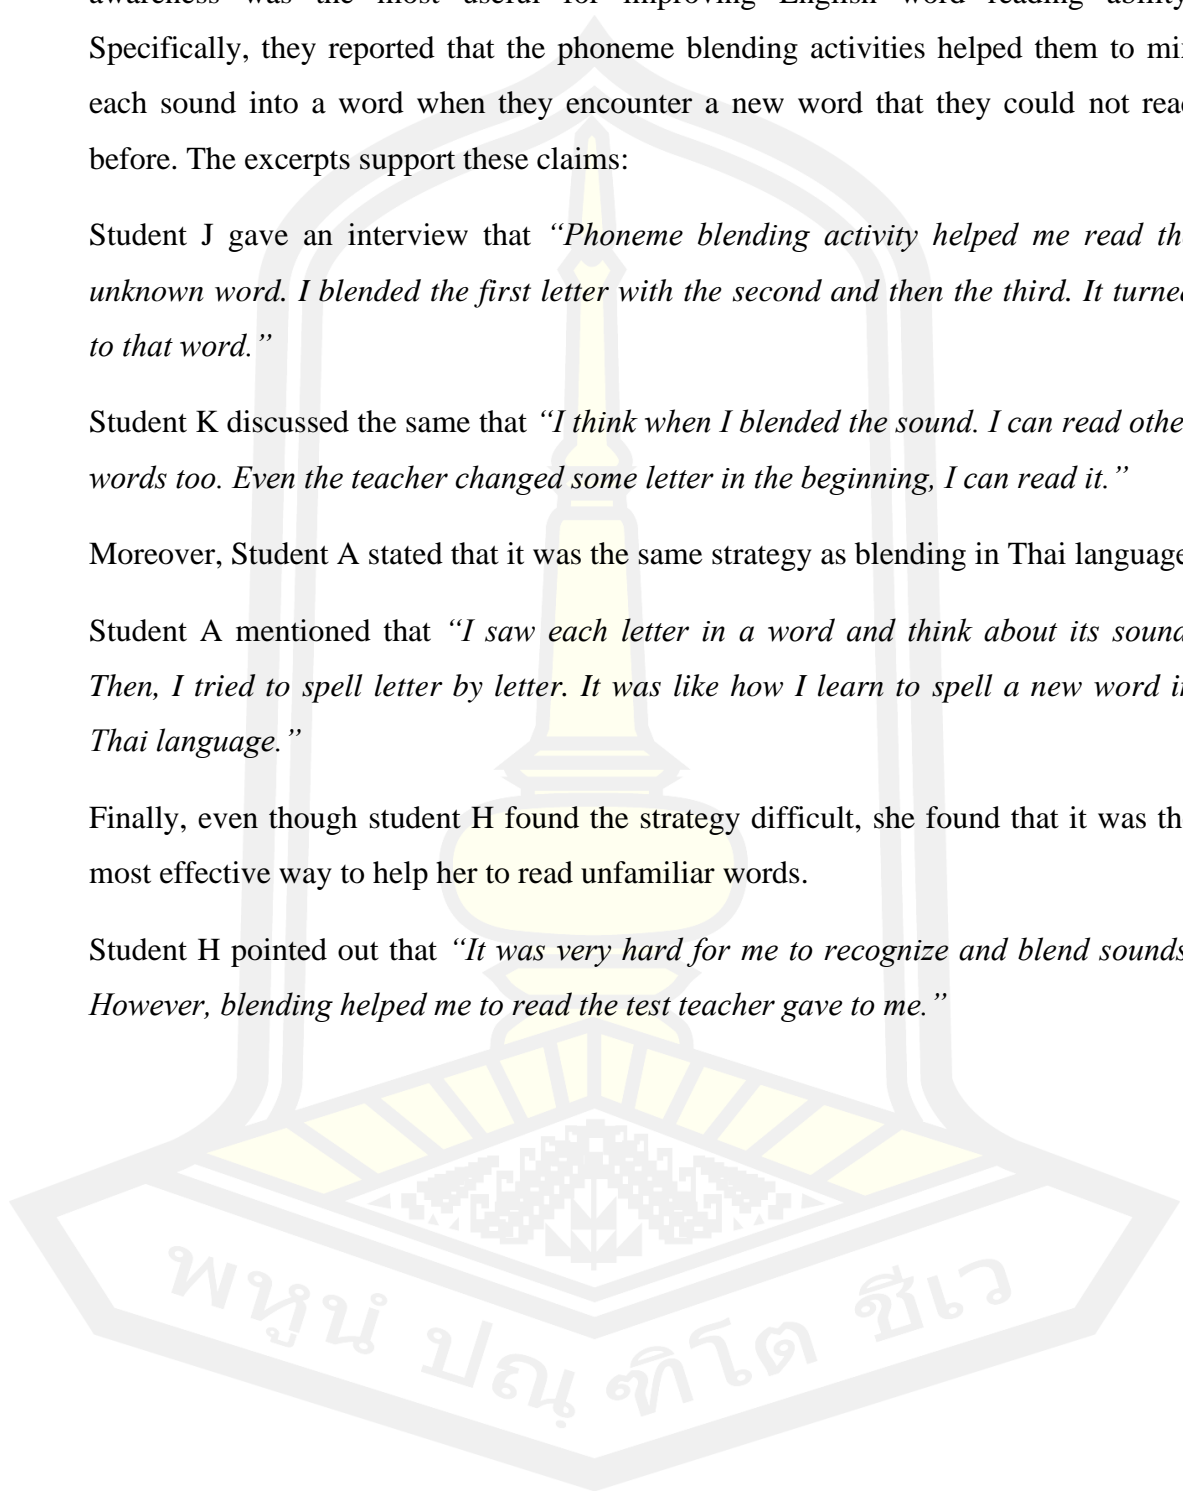 awareness was the most useful for improving English word reading ability
Specifically, they reported that the phoneme blending activities helped them to mi
each sound into a word when they encounter a new word that they could not rea
before. The excerpts support these claims:
Student J gave an interview that “Phoneme blending activity helped me read th
unknown word. I blended the first letter with the second and then the third. It turne
to that word.”
Student K discussed the same that “I think when I blended the sound. I can read othe
words too. Even the teacher changed some letter in the beginning, I can read it.”
Moreover, Student A stated that it was the same strategy as blending in Thai language
Student A mentioned that “I saw each letter in a word and think about its sound
Then, I tried to spell letter by letter. It was like how I learn to spell a new word i
Thai language.”
Finally, even though student H found the strategy difficult, she found that it was th
most effective way to help her to read unfamiliar words.
Student H pointed out that “It was very hard for me to recognize and blend sounds
However, blending helped me to read the test teacher gave to me.”
พหูนํ ปณฺฑิโต ชีเว